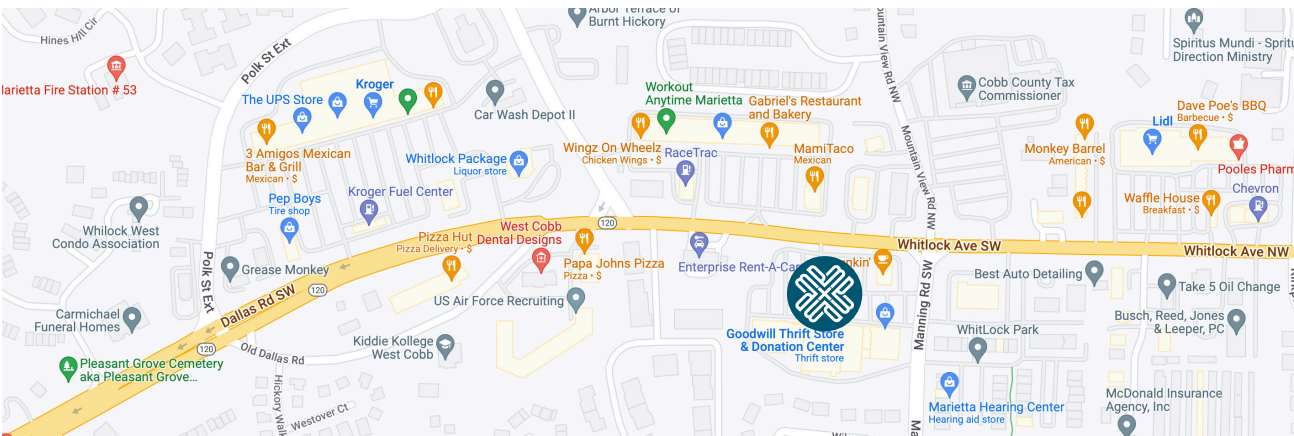 Arbor Terrace of
Burnt Hickory
Hines Hill Cir
Polk St Ext
Mountain View Rd NW
Spiritus Mundi - Spritu
Direction Ministry
Marietta Fire Station # 53
Kroger
The UPS Store
Car Wash Depot II
Workout
Anytime Marietta
Gabriel's Restaurant
and Bakery
Cobb County Tax
Commissioner
Dave Poe's BBQ
Barbecue • $
Lidl
3 Amigos Mexican
Bar & Grill
Mexican • $
Whitlock Package
Liquor store
Wingz On Wheelz
Chicken Wings • $
RaceTrac
MamiTaco
Mexican
Mountain View Rd NW
Monkey Barrel
American • $
Pooles Pharm
Pep Boys
Tire shop
Kroger Fuel Center
Waffle House
Breakfast • $
Chevron
Whilock West
Condo Association
Pizza Hut
Pizza Delivery • $
West Cobb
Dental Designs
120
Whitlock Ave SW
Whitlock Ave NW
Polk St Ext
Grease Monkey
Papa Johns Pizza
Pizza • $
Enterprise Rent-A-Ca
unkin'
Best Auto Detailing
Take 5 Oil Change
Dallas Rd SW
120
US Air Force Recruiting
Manning Rd SW
Carmichael
Funeral Homes
Busch, Reed, Jones
& Leeper, PC
120
Old Dallas Rd
Kiddie Kollege
West Cobb
Goodwill Thrift Store
& Donation Center
Thrift store
WhitLock Park
Pleasant Grove Cemetery
aka Pleasant Grove...
Hickory Walk
Westover Ct
Marietta Hearing Center
Hearing aid store
McDonald Insurance
Agency, Inc